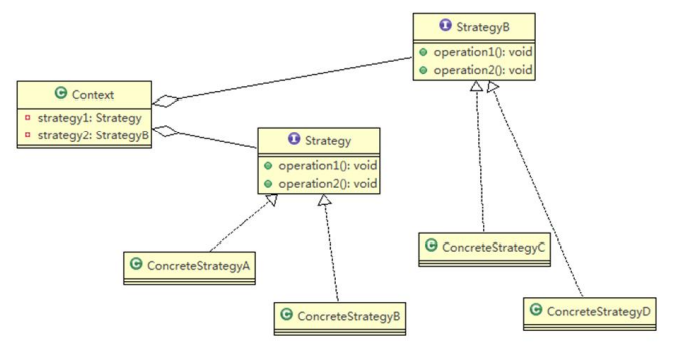 StrategyB
operation1(): void
operation2(): void
Context
strategy1: Strategy
strategy2: StrategyB
Strategy
operation1(): void
operation2(): void
ConcreteStrategyC
ConcreteStrategyA
ConcreteStrategyB
ConcreteStrategyD